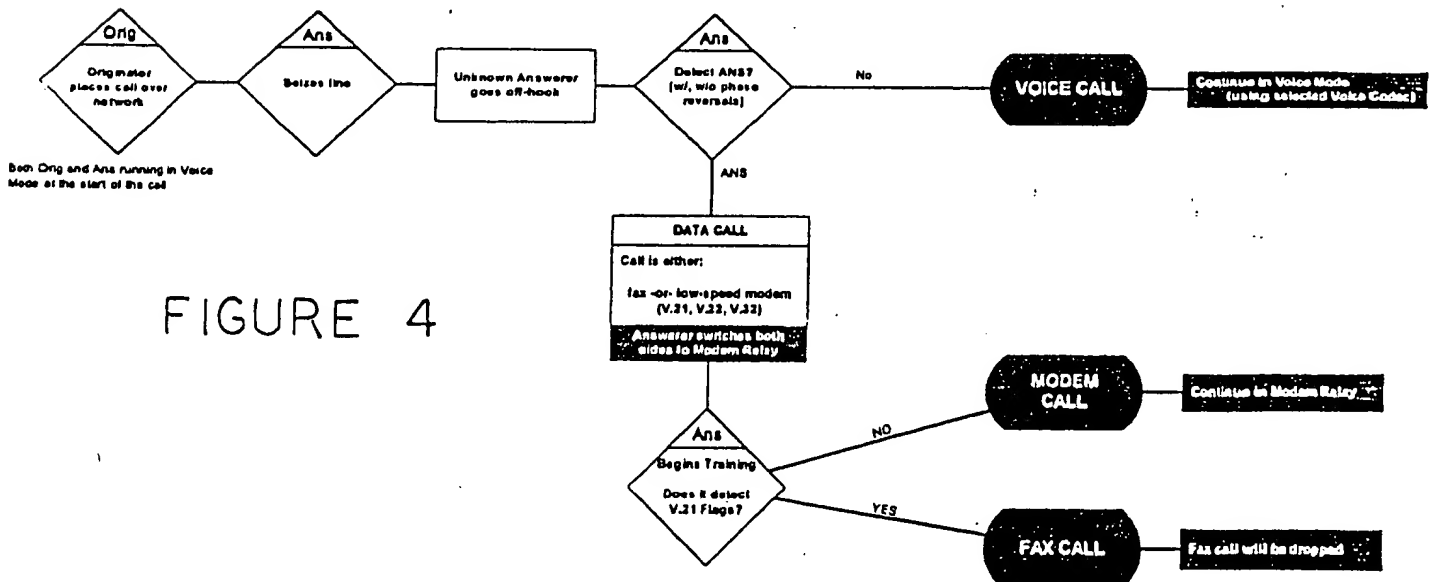 Orig
Originator
places call over
network
Both Orig and Ans running in Voice
Mode at the start of the call
Ans
Seizes line
Unknown Answerer
goes off-hook
Ans
Detect ANS?
(w/, w/o phase
reversals)
No
VOICE CALL
Continue in Voice Mode
(using selected Voice Codec)
ANS
DATA CALL
Call is either:
fax -or- low-speed modem
(V.21, V.22, V.32)
Answerer switches both
sides to Modem Relay
FIGURE 4
Ans
Begins Training
Does it detect
V.21 Flags?
NO
MODEM
CALL
Continue in Modem Relay
YES
FAX CALL
Fax call will be dropped